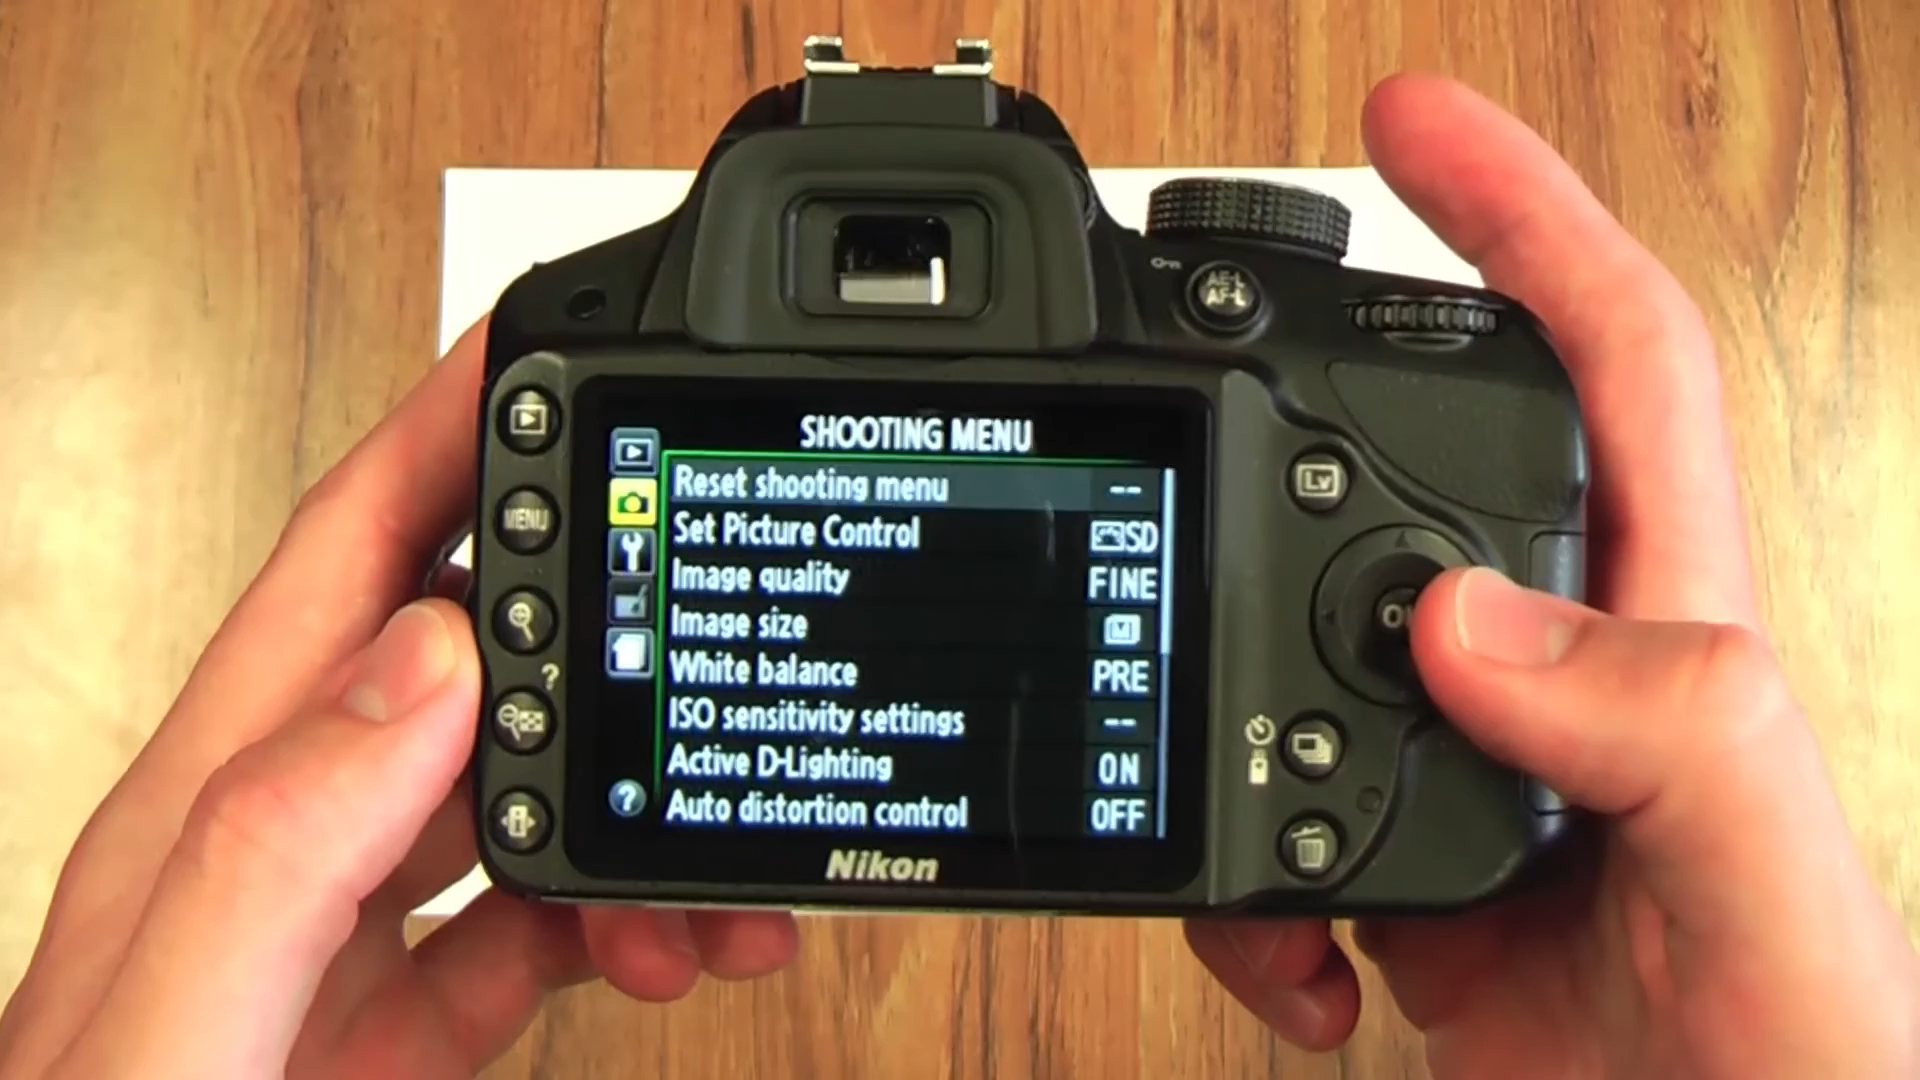 AE-L
AF-L
SHOOTING MENU
Reset shooting menu --
Set Picture Control SD
Image quality FINE
Image size M
White balance PRE
ISO sensitivity settings --
Active D-Lighting ON
Auto distortion control OFF
?
Nikon
MENU
?
Lv